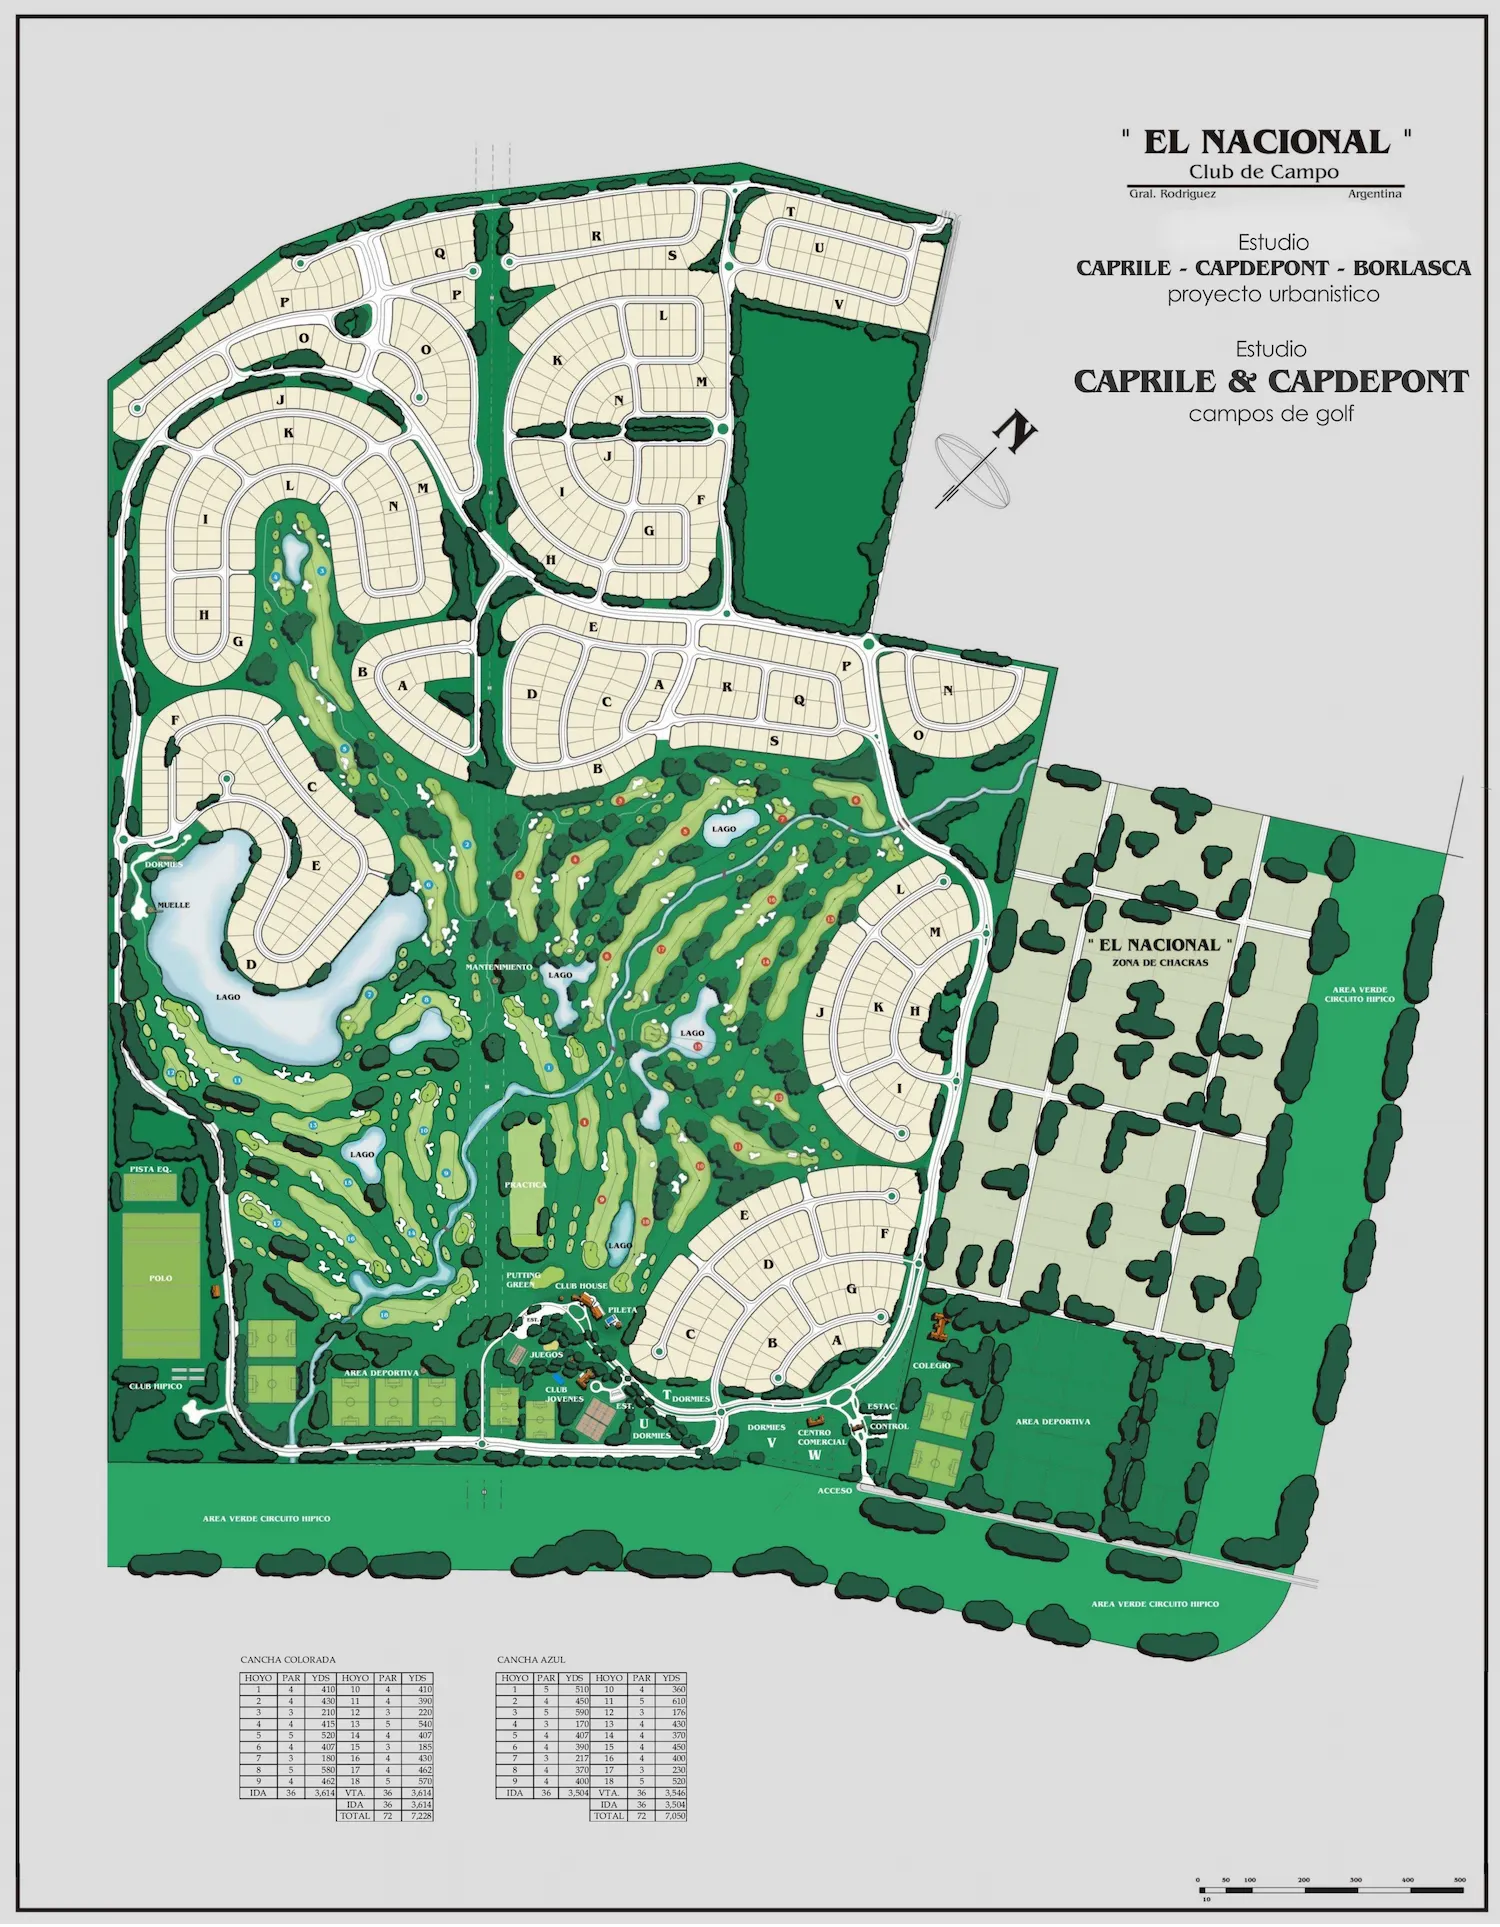 " EL NACIONAL "
Club de Campo
Gral. Rodriguez Argentina
Estudio
CAPRILE - CAPDEPONT - BORLASCA
proyecto urbanistico
Estudio
CAPRILE & CAPDEPONT
campos de golf
N
T
U
V
R
S
Q
P
P
O
O
L
K
M
N
J
I
F
G
H
J
K
L
M
N
I
H
G
B
A
E
D
C
A
B
R
Q
P
S
N
O
F
C
E
D
DORMIES
MUELLE
LAGO
MANTENIMIENTO
LAGO
LAGO
LAGO
L
M
J
K
H
I
" EL NACIONAL "
ZONA DE CHACRAS
AREA VERDE
CIRCUITO HIPICO
LAGO
PISTA EQ.
POLO
PRACTICA
LAGO
PUTTING
GREEN
CLUB HOUSE
PILETA
EST.
JUEGOS
CLUB
JOVENES
EST.
E
F
D
G
C
B
A
T DORMIES
U
DORMIES
DORMIES
V
CENTRO
COMERCIAL
W
ESTAC.
CONTROL
ACCESO
COLEGIO
AREA DEPORTIVA
AREA DEPORTIVA
CLUB HIPICO
AREA VERDE CIRCUITO HIPICO
AREA VERDE CIRCUITO HIPICO
CANCHA COLORADA
HOYO PAR YDS HOYO PAR YDS
1 4 410 10 4 410
2 4 430 11 4 390
3 3 210 12 3 220
4 4 415 13 5 540
5 5 520 14 4 407
6 4 407 15 3 185
7 3 180 16 4 430
8 5 580 17 4 462
9 4 462 18 5 570
IDA 36 3,614 VTA. 36 3,614
IDA 36 3,614
TOTAL 72 7,228
CANCHA AZUL
HOYO PAR YDS HOYO PAR YDS
1 5 510 10 4 360
2 4 450 11 5 610
3 5 590 12 3 176
4 3 170 13 4 430
5 4 407 14 4 370
6 4 390 15 4 450
7 3 217 16 4 400
8 4 370 17 3 230
9 4 400 18 5 520
IDA 36 3,504 VTA. 36 3,546
IDA 36 3,504
TOTAL 72 7,050
0 50 100 200 300 400 500
10